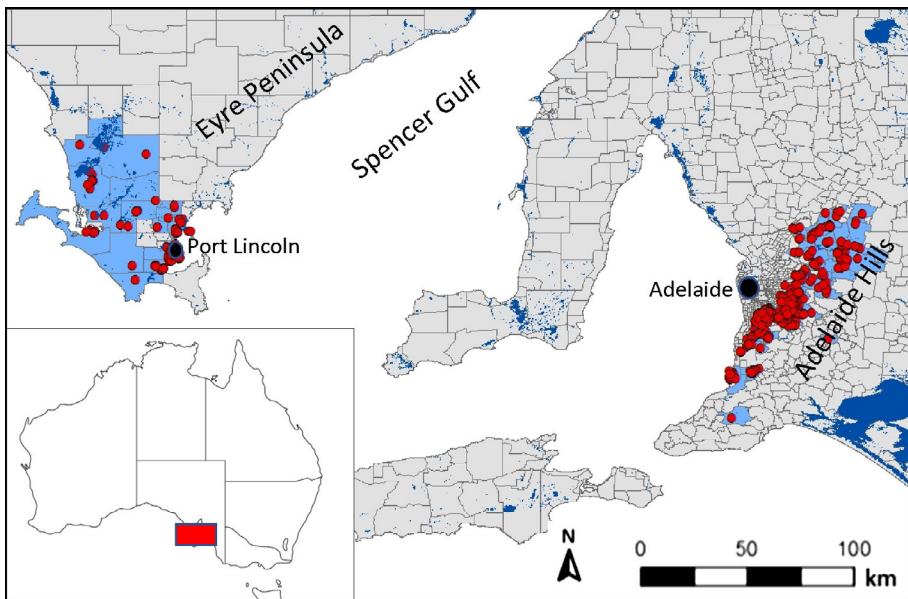 Eyre Peninsula
Spencer Gulf
Port Lincoln
Adelaide
Adelaide Hills
N
0 50 100
km